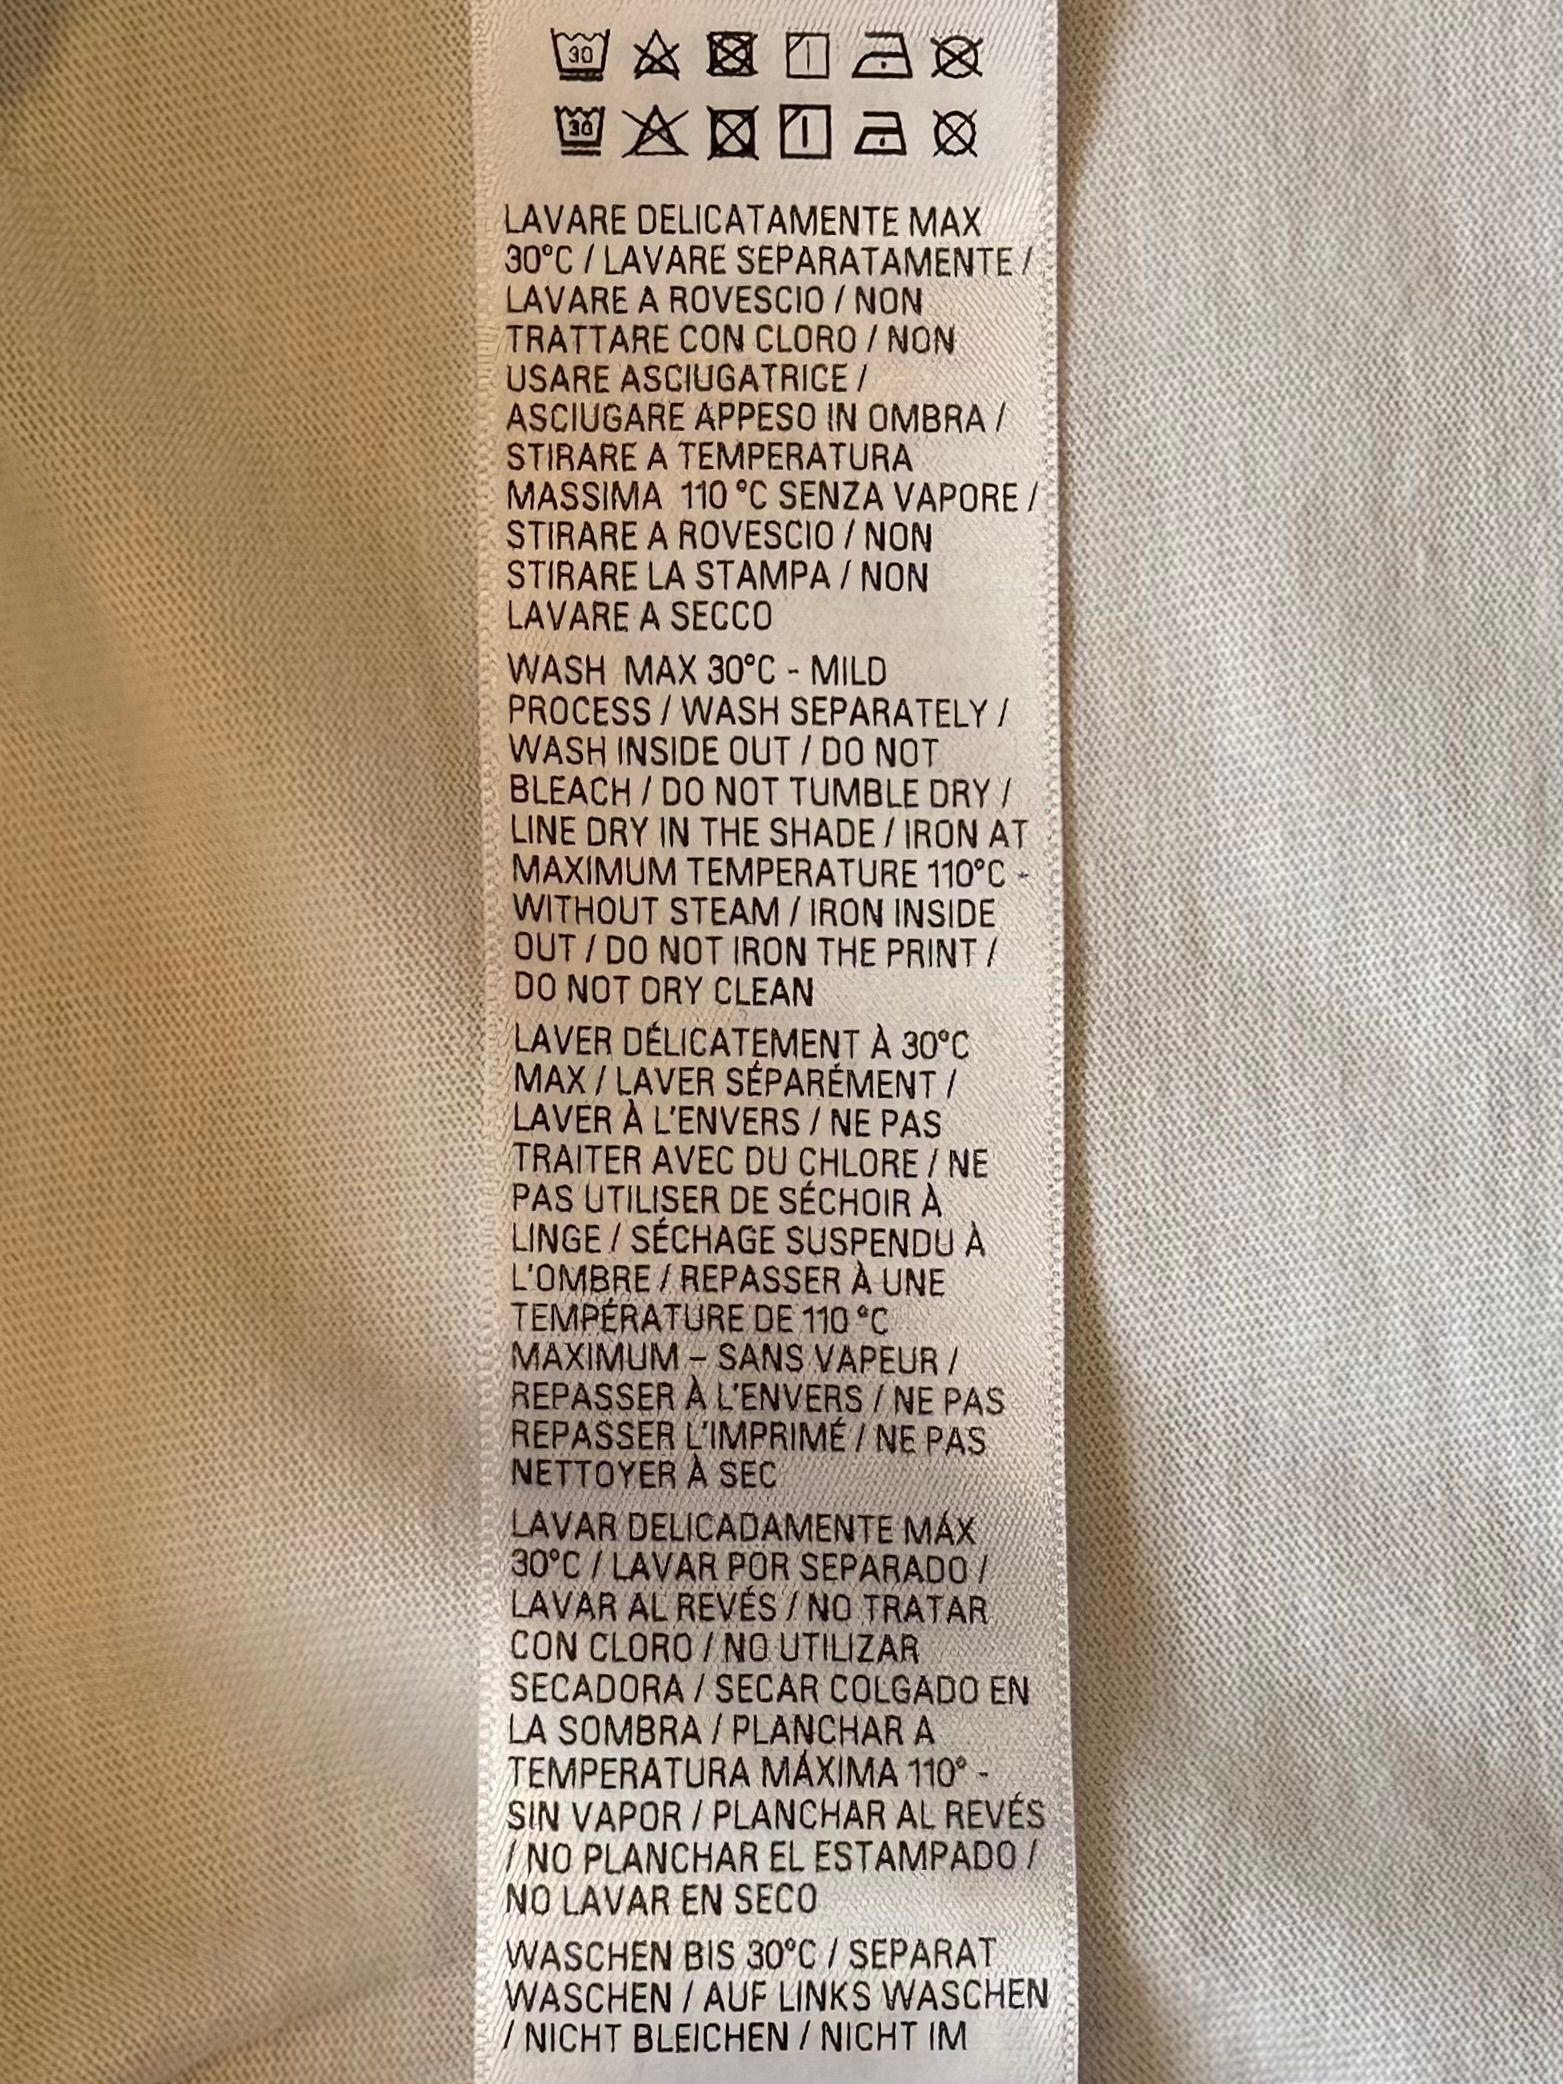 30
30
LAVARE DELICATAMENTE MAX
30°C / LAVARE SEPARATAMENTE /
LAVARE A ROVESCIO / NON
TRATTARE CON CLORO / NON
USARE ASCIUGATRICE /
ASCIUGARE APPESO IN OMBRA /
STIRARE A TEMPERATURA
MASSIMA 110 °C SENZA VAPORE /
STIRARE A ROVESCIO / NON
STIRARE LA STAMPA / NON
LAVARE A SECCO
WASH MAX 30°C - MILD
PROCESS / WASH SEPARATELY /
WASH INSIDE OUT / DO NOT
BLEACH / DO NOT TUMBLE DRY /
LINE DRY IN THE SHADE / IRON AT
MAXIMUM TEMPERATURE 110°C -
WITHOUT STEAM / IRON INSIDE
OUT / DO NOT IRON THE PRINT /
DO NOT DRY CLEAN
LAVER DÉLICATEMENT À 30°C
MAX / LAVER SÉPARÉMENT /
LAVER À L'ENVERS / NE PAS
TRAITER AVEC DU CHLORE / NE
PAS UTILISER DE SÉCHOIR À
LINGE / SÉCHAGE SUSPENDU À
L'OMBRE / REPASSER À UNE
TEMPÉRATURE DE 110 °C
MAXIMUM – SANS VAPEUR /
REPASSER À L'ENVERS / NE PAS
REPASSER L'IMPRIMÉ / NE PAS
NETTOYER À SEC
LAVAR DELICADAMENTE MÁX
30°C / LAVAR POR SEPARADO /
LAVAR AL REVÉS / NO TRATAR
CON CLORO / NO UTILIZAR
SECADORA / SECAR COLGADO EN
LA SOMBRA / PLANCHAR A
TEMPERATURA MÁXIMA 110° -
SIN VAPOR / PLANCHAR AL REVÉS
/ NO PLANCHAR EL ESTAMPADO /
NO LAVAR EN SECO
WASCHEN BIS 30°C / SEPARAT
WASCHEN / AUF LINKS WASCHEN
/ NICHT BLEICHEN / NICHT IM